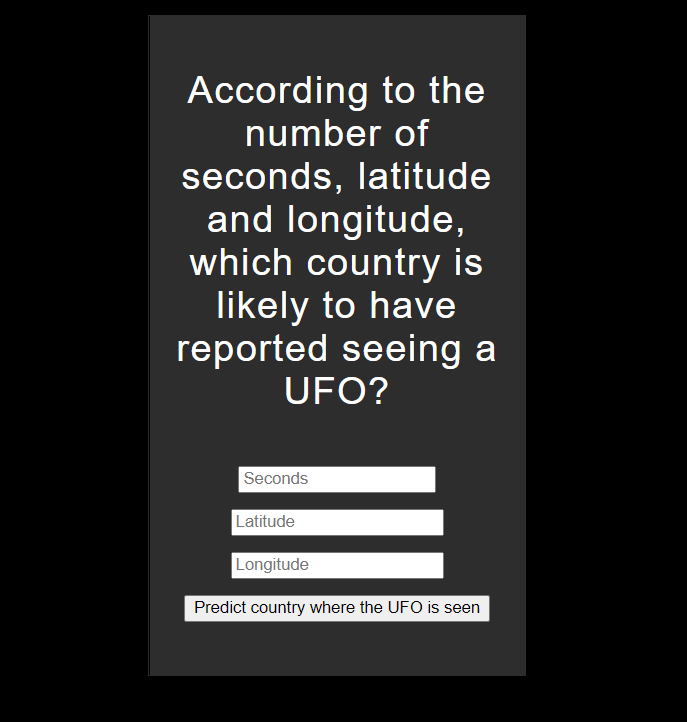 According to the
number of
seconds, latitude
and longitude,
which country is
likely to have
reported seeing a
UFO?
Seconds
Latitude
Longitude
Predict country where the UFO is seen